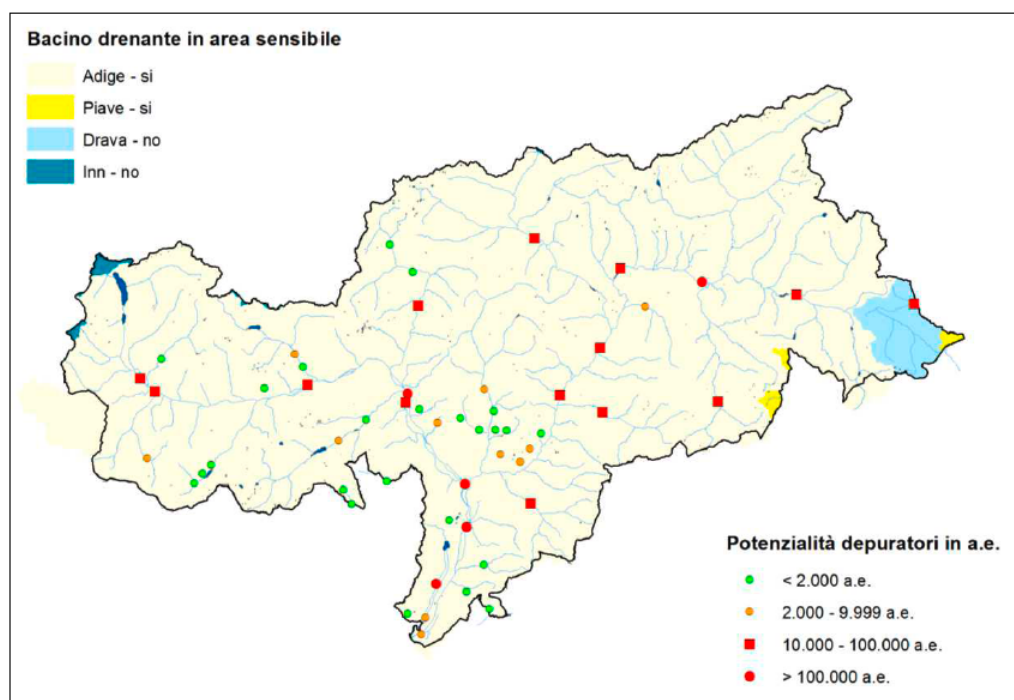 Bacino drenante in area sensibile
Adige - si
Piave - si
Drava - no
Inn - no
Potenzialità depuratori in a.e.
< 2.000 a.e.
2.000 - 9.999 a.e.
10.000 - 100.000 a.e.
> 100.000 a.e.